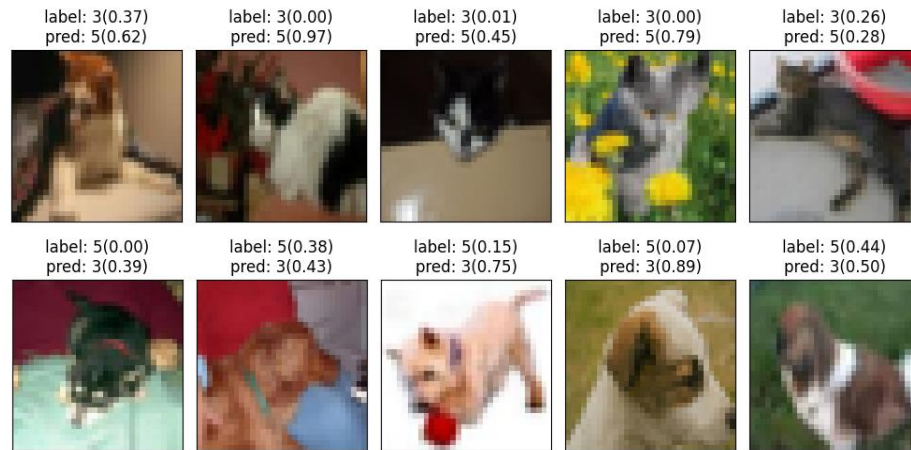 label: 3(0.37)
pred: 5(0.62)
label: 3(0.00)
pred: 5(0.97)
label: 3(0.01)
pred: 5(0.45)
label: 3(0.00)
pred: 5(0.79)
label: 3(0.26)
pred: 5(0.28)
label: 5(0.00)
pred: 3(0.39)
label: 5(0.38)
pred: 3(0.43)
label: 5(0.15)
pred: 3(0.75)
label: 5(0.07)
pred: 3(0.89)
label: 5(0.44)
pred: 3(0.50)